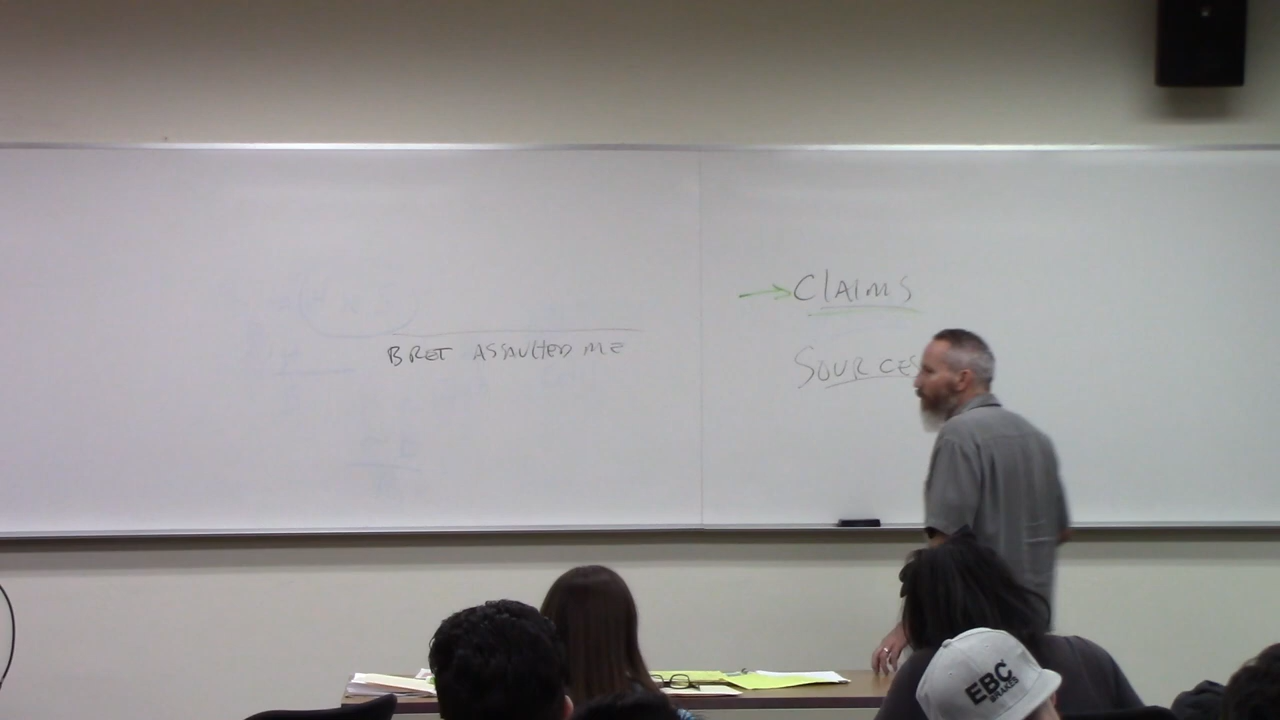 CLAIMS
BRET ASSAULTED ME
SOURCES
EBC
BRAKES